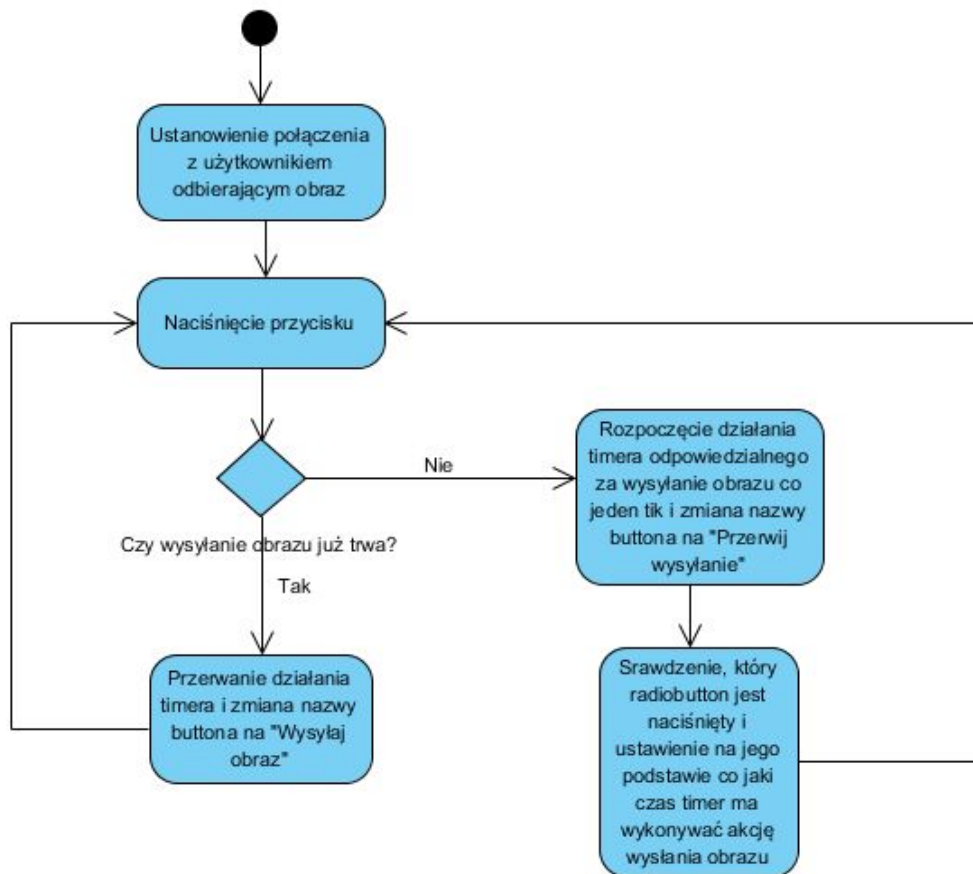 Ustanowienie połączenia
z użytkownikiem
odbierającym obraz
Naciśnięcie przycisku
Nie
Czy wysyłanie obrazu już trwa?
Tak
Rozpoczęcie działania
timera odpowiedzialnego
za wysyłanie obrazu co
jeden tik i zmiana nazwy
buttona na "Przerwij
wysyłanie"
Przerwanie działania
timera i zmiana nazwy
buttona na "Wysyłaj
obraz"
Srawdzenie, który
radiobutton jest
naciśnięty i
ustawienie na jego
podstawie co jaki
czas timer ma
wykonywać akcję
wysłania obrazu